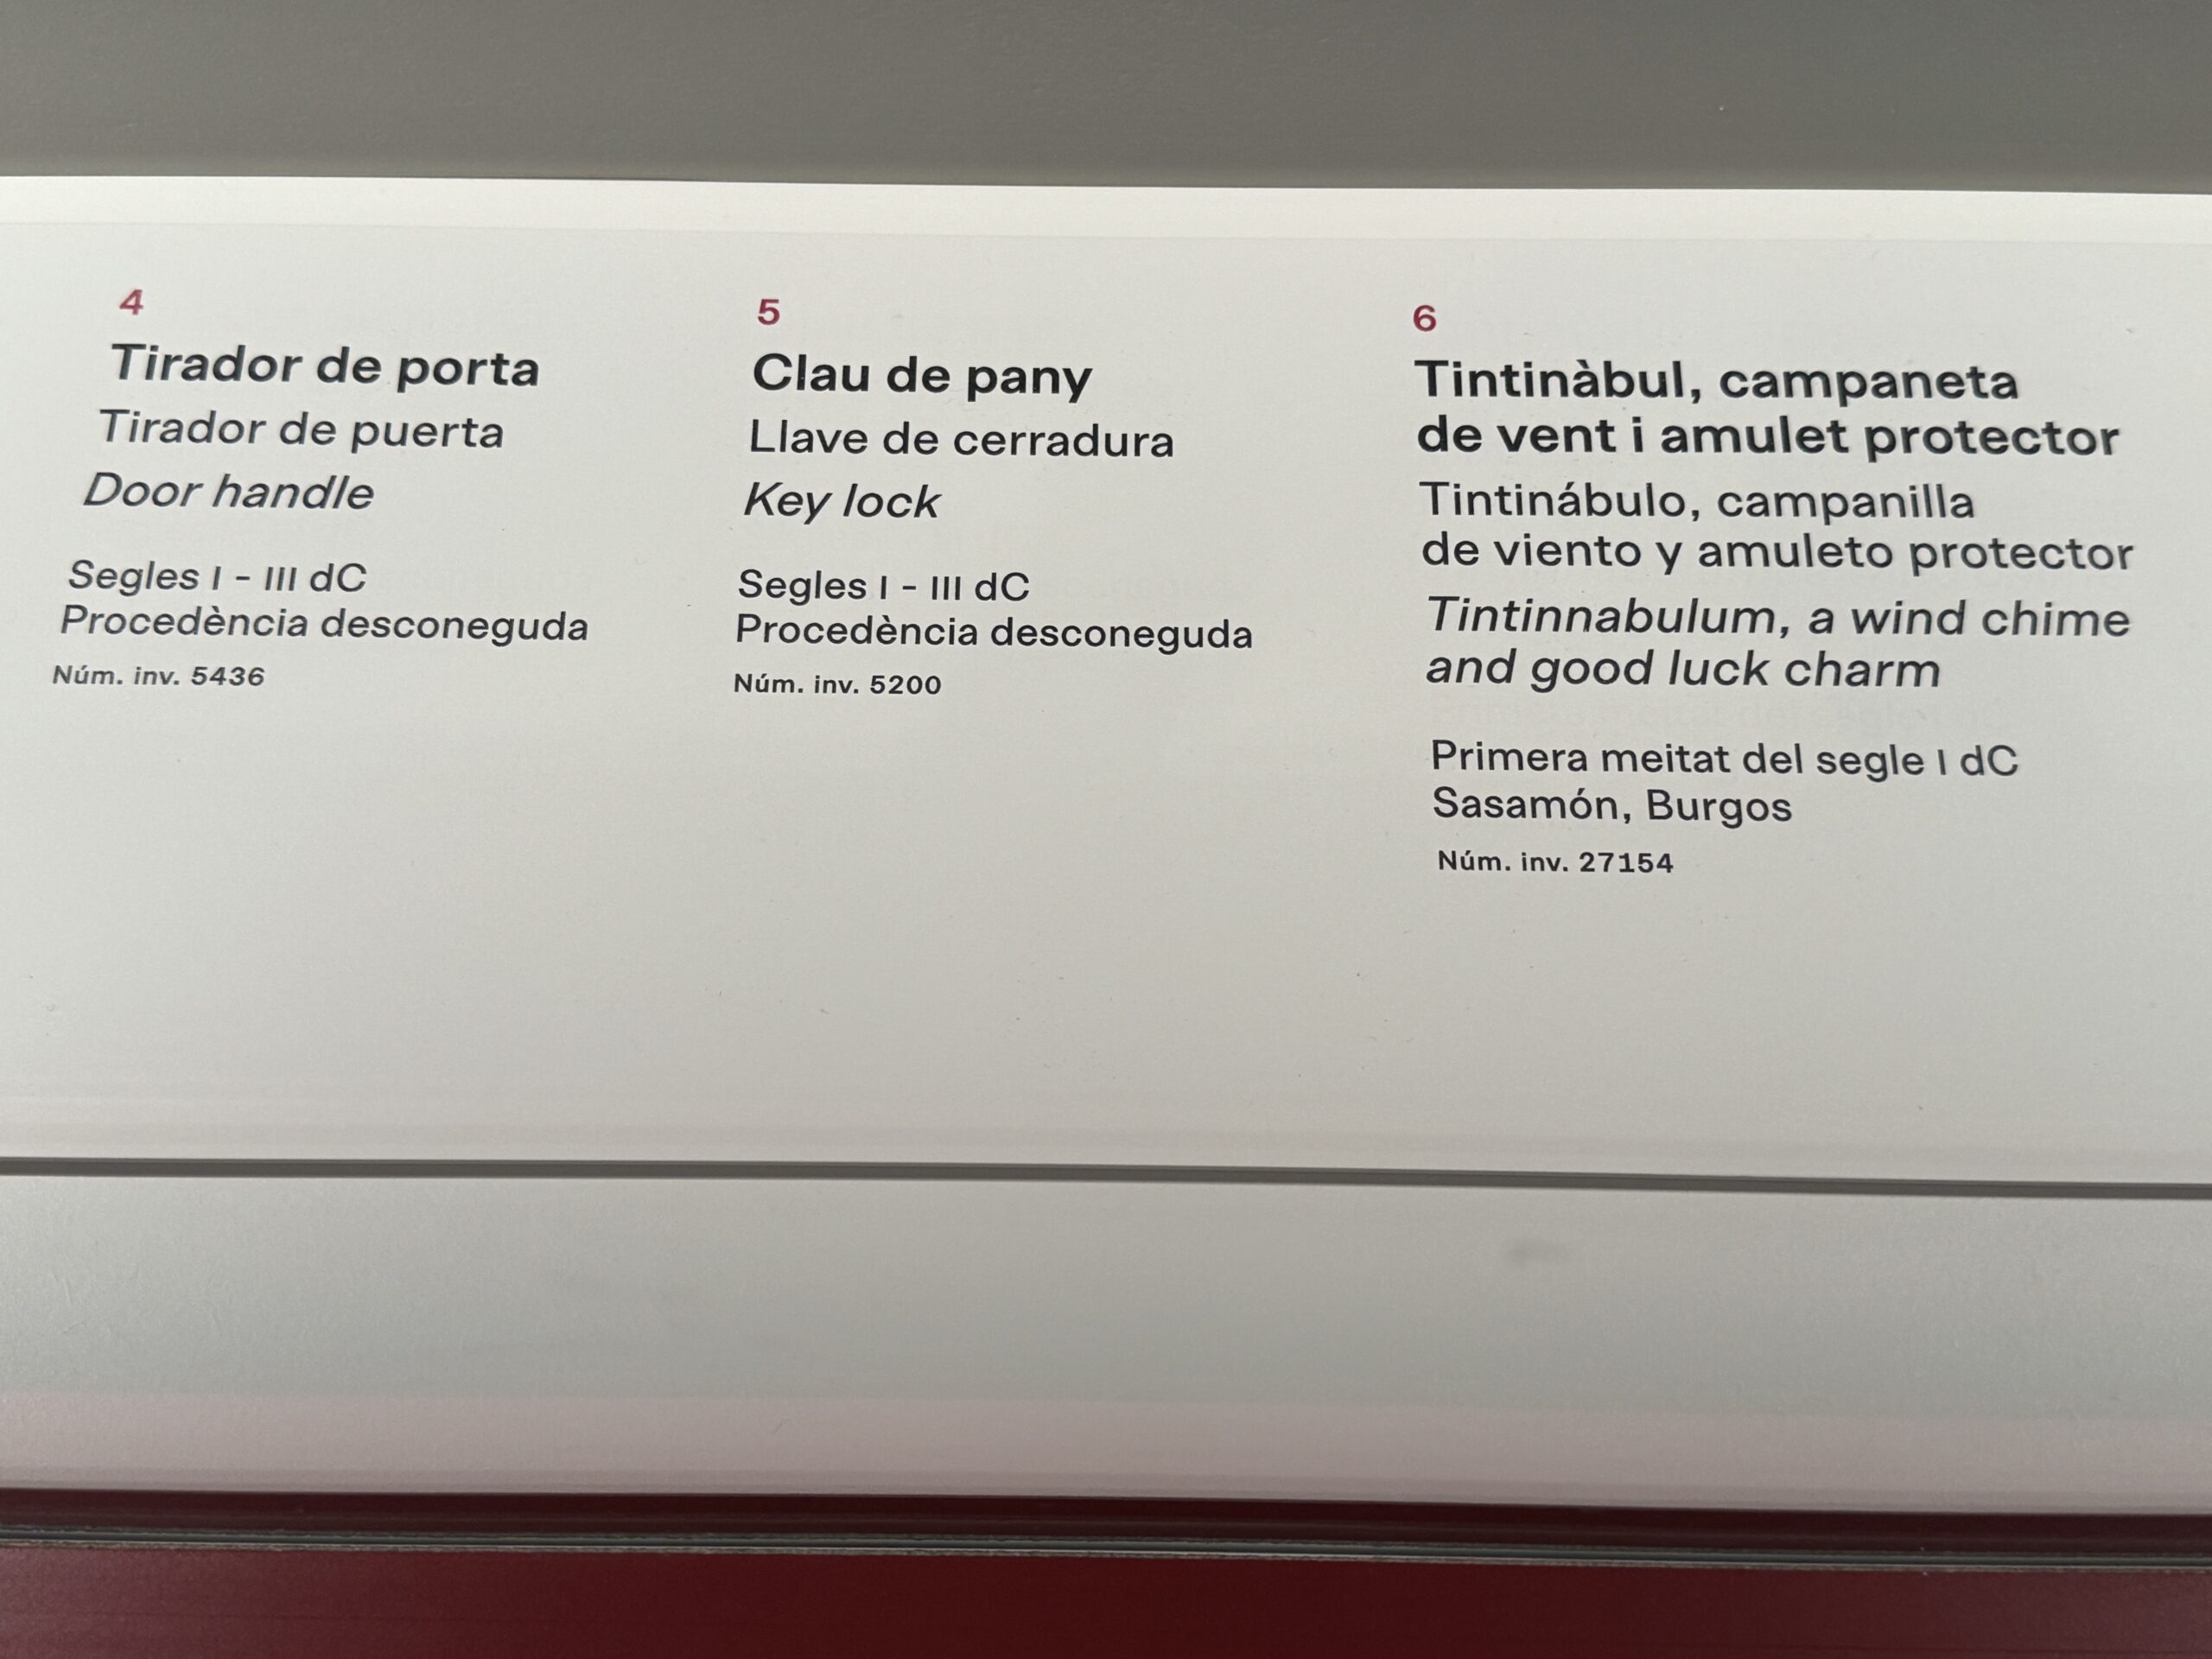 4
Tirador de porta
Tirador de puerta
Door handle
Segles I - III dC
Procedència desconeguda
Núm. inv. 5436
5
Clau de pany
Llave de cerradura
Key lock
Segles I - III dC
Procedència desconeguda
Núm. inv. 5200
6
Tintinàbul, campaneta
de vent i amulet protector
Tintinábulo, campanilla
de viento y amuleto protector
Tintinnabulum, a wind chime
and good luck charm
Primera meitat del segle I dC
Sasamón, Burgos
Núm. inv. 27154